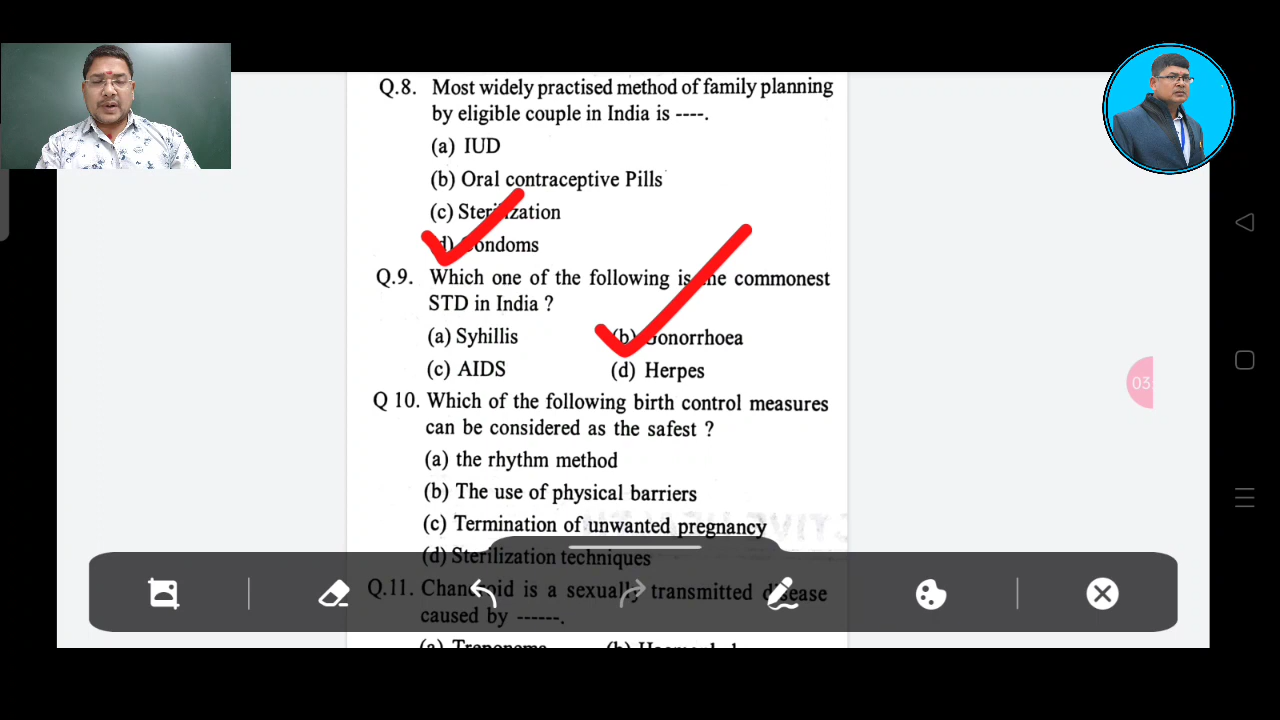 Q.8. Most widely practised method of family planning
by eligible couple in India is ----.
(a) IUD
(b) Oral contraceptive Pills
(c) Sterilization
(d) Condoms
Q.9. Which one of the following is the commonest
STD in India ?
(a) Syhillis (b) Gonorrhoea
(c) AIDS (d) Herpes
Q 10. Which of the following birth control measures
can be considered as the safest ?
(a) the rhythm method
(b) The use of physical barriers
(c) Termination of unwanted pregnancy
(d) Sterilization techniques
Q.11. Chancroid is a sexually transmitted disease
caused by ------.
(a) Treponema (b)
03